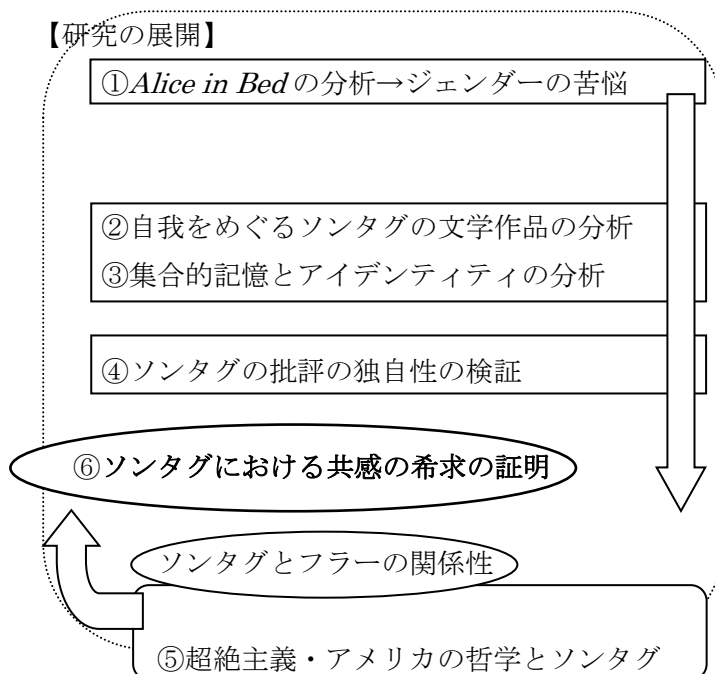 【研究の展開】
①Alice in Bed の分析→ジェンダーの苦悩
②自我をめぐるソンタグの文学作品の分析
③集合的記憶とアイデンティティの分析
④ソンタグの批評の独自性の検証
⑥ソンタグにおける共感の希求の証明
ソンタグとフラーの関係性
⑤超絶主義・アメリカの哲学とソンタグ